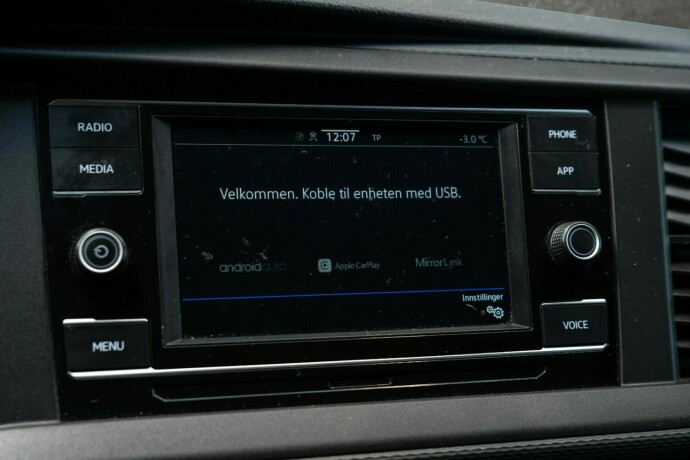 RADIO
MEDIA
MENU
12:07 TP -3.0 °C
Velkommen. Koble til enheten med USB.
androidauto Apple CarPlay MirrorLink
Innstillinger
PHONE
APP
VOICE